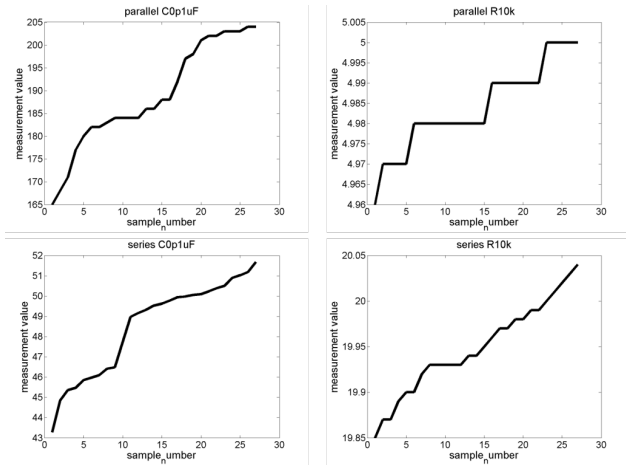 parallel C0p1uF
205
200
195
190
185
180
175
170
165
measurement value
0 5 10 15 20 25 30
sample_number
parallel R10k
5.005
5
4.995
4.99
4.985
4.98
4.975
4.97
4.965
4.96
measurement value
0 5 10 15 20 25 30
sample_number
series C0p1uF
52
51
50
49
48
47
46
45
44
43
measurement value
0 5 10 15 20 25 30
sample_number
series R10k
20.05
20
19.95
19.9
19.85
measurement value
0 5 10 15 20 25 30
sample_number